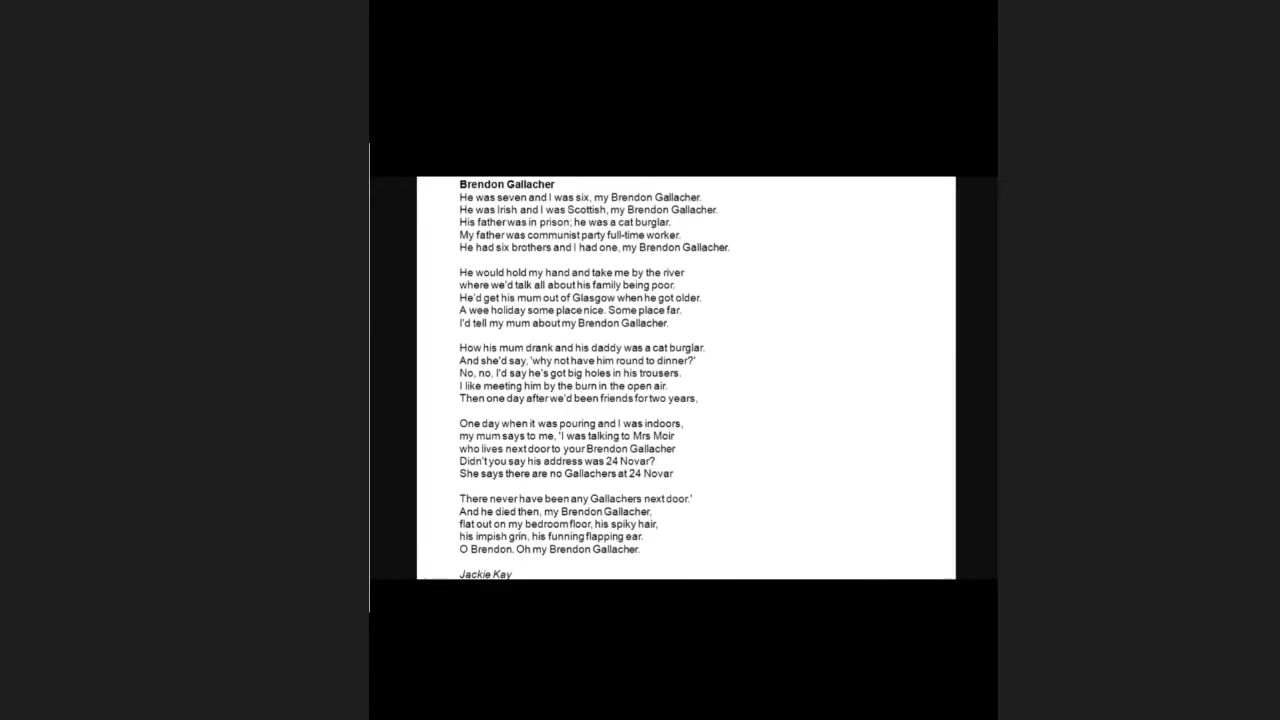 Brendon Gallacher
He was seven and I was six, my Brendon Gallacher.
He was Irish and I was Scottish, my Brendon Gallacher.
His father was in prison; he was a cat burglar.
My father was communist party full-time worker.
He had six brothers and I had one, my Brendon Gallacher.
He would hold my hand and take me by the river
where we'd talk all about his family being poor.
He'd get his mum out of Glasgow when he got older.
A wee holiday some place nice. Some place far.
I'd tell my mum about my Brendon Gallacher.
How his mum drank and his daddy was a cat burglar.
And she'd say, 'why not have him round to dinner?'
No, no, I'd say he's got big holes in his trousers.
I like meeting him by the burn in the open air.
Then one day after we'd been friends for two years,
One day when it was pouring and I was indoors,
my mum says to me, 'I was talking to Mrs Moir
who lives next door to your Brendon Gallacher
Didn't you say his address was 24 Novar?
She says there are no Gallachers at 24 Novar
There never have been any Gallachers next door.'
And he died then, my Brendon Gallacher,
flat out on my bedroom floor, his spiky hair,
his impish grin, his funning flapping ear.
O Brendon. Oh my Brendon Gallacher.
Jackie Kay